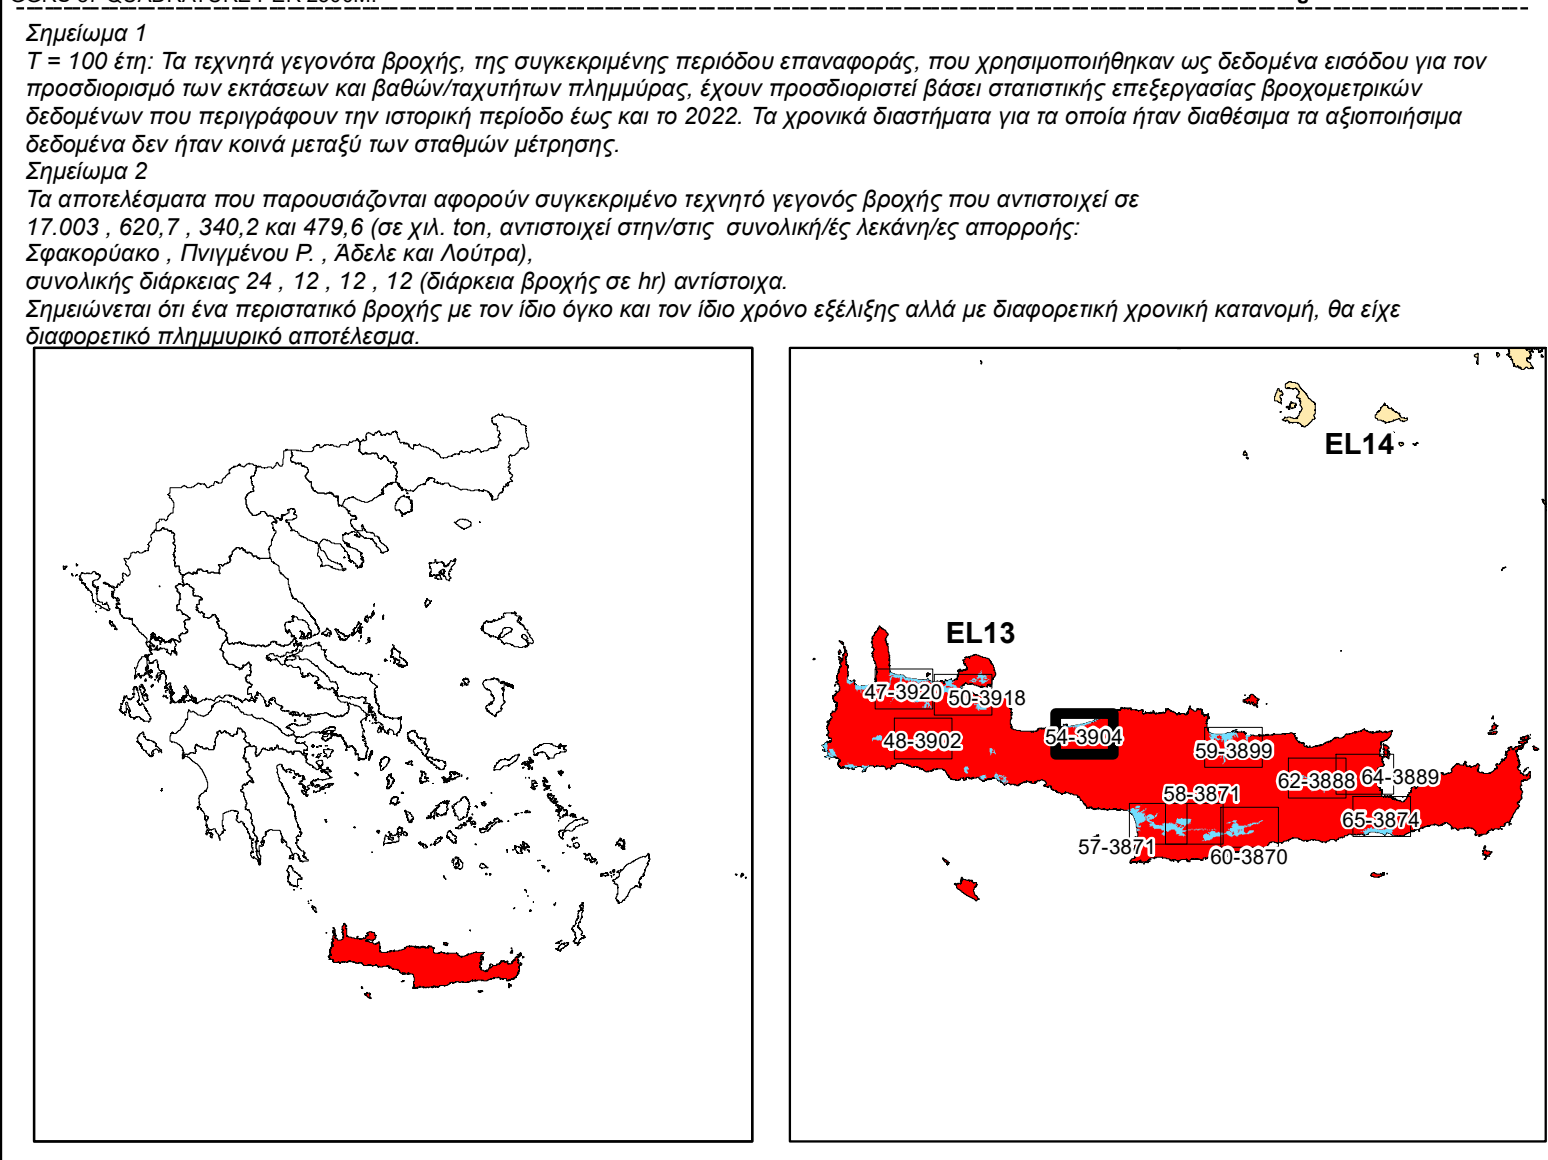 Σημείωμα 1
T = 100 έτη: Τα τεχνητά γεγονότα βροχής, της συγκεκριμένης περιόδου επαναφοράς, που χρησιμοποιήθηκαν ως δεδομένα εισόδου για τον
προσδιορισμό των εκτάσεων και βαθών/ταχυτήτων πλημμύρας, έχουν προσδιοριστεί βάσει στατιστικής επεξεργασίας βροχομετρικών
δεδομένων που περιγράφουν την ιστορική περίοδο έως και το 2022. Τα χρονικά διαστήματα για τα οποία ήταν διαθέσιμα τα αξιοποιήσιμα
δεδομένα δεν ήταν κοινά μεταξύ των σταθμών μέτρησης.
Σημείωμα 2
Τα αποτελέσματα που παρουσιάζονται αφορούν συγκεκριμένο τεχνητό γεγονός βροχής που αντιστοιχεί σε
17.003 , 620,7 , 340,2 και 479,6 (σε χιλ. ton, αντιστοιχεί στην/στις συνολική/ές λεκάνη/ες απορροής:
Σφακορύακο , Πνιγμένου Ρ. , Άδελε και Λούτρα),
συνολικής διάρκειας 24 , 12 , 12 , 12 (διάρκεια βροχής σε hr) αντίστοιχα.
Σημειώνεται ότι ένα περιστατικό βροχής με τον ίδιο όγκο και τον ίδιο χρόνο εξέλιξης αλλά με διαφορετική χρονική κατανομή, θα είχε
διαφορετικό πλημμυρικό αποτέλεσμα.
EL14
EL13
47-3920
50-3918
48-3902
54-3904
59-3899
62-3888
64-3889
58-3871
65-3874
57-3871
60-3870